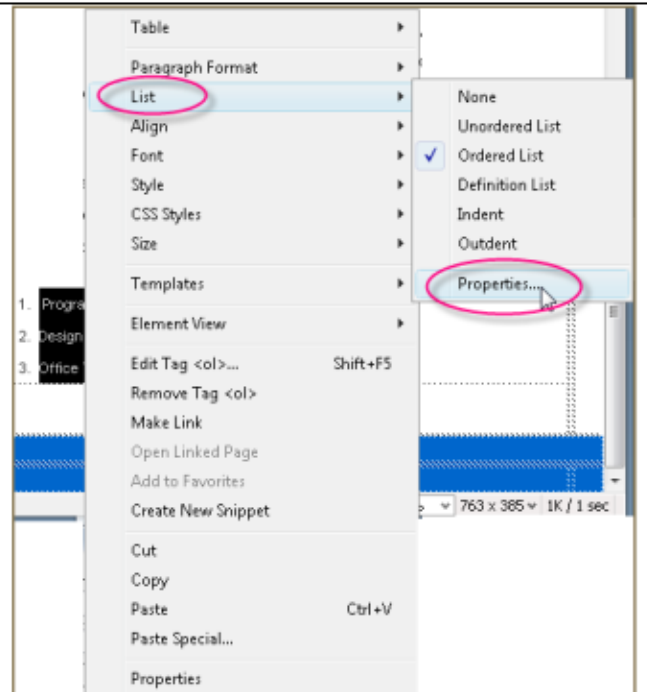 Table
Paragraph Format
List
Align
Font
Style
CSS Styles
Size
Templates
Element View
Edit Tag <ol>... Shift+F5
Remove Tag <ol>
Make Link
Open Linked Page
Add to Favorites
Create New Snippet
Cut
Copy
Paste Ctrl+V
Paste Special...
Properties
None
Unordered List
Ordered List
Definition List
Indent
Outdent
Properties...
1. Progra
2. Design
3. Office
763 x 385 1K / 1 sec